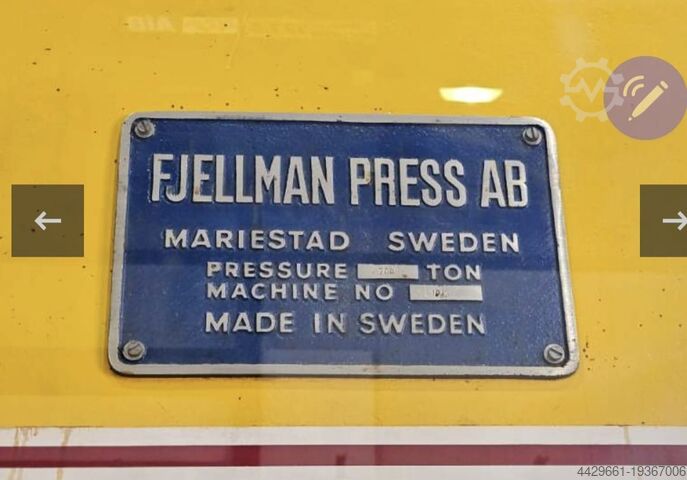 FJELLMAN PRESS AB
MARIESTAD SWEDEN
PRESSURE TON
MACHINE NO
MADE IN SWEDEN
4429661-19367006